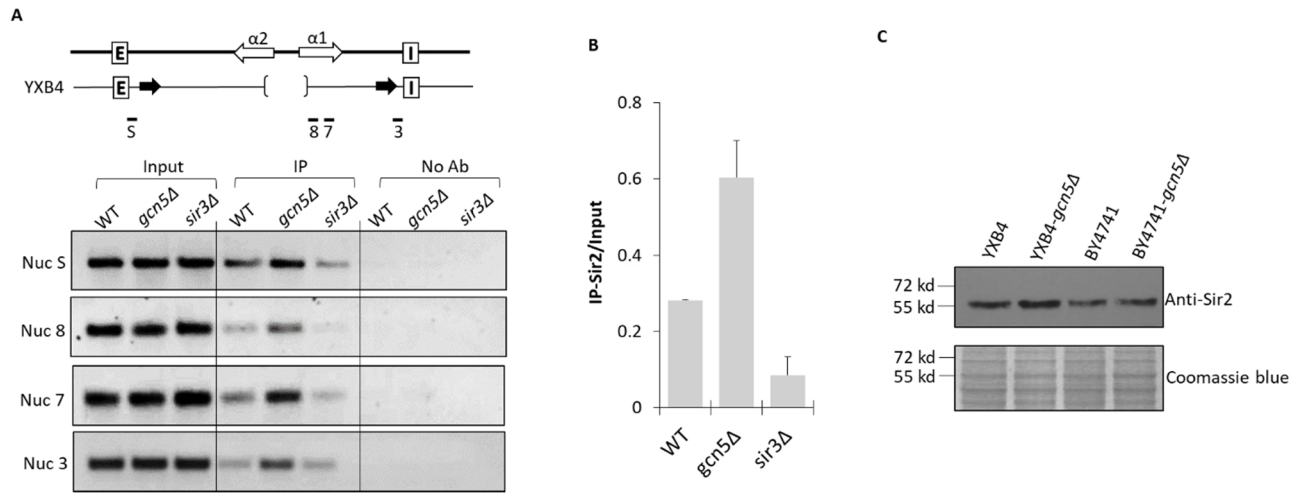 A
E α2 α1 I
YXB4 E I
S 8 7 3
Input IP No Ab
WT gcn5Δ sir3Δ WT gcn5Δ sir3Δ WT gcn5Δ sir3Δ
Nuc S
Nuc 8
Nuc 7
Nuc 3
B
IP-Sir2/Input
0.8
0.6
0.4
0.2
0
WT gcn5Δ sir3Δ
C
YXB4 YXB4-gcn5Δ BY4741 BY4741-gcn5Δ
72 kd
55 kd Anti-Sir2
72 kd
55 kd Coomassie blue